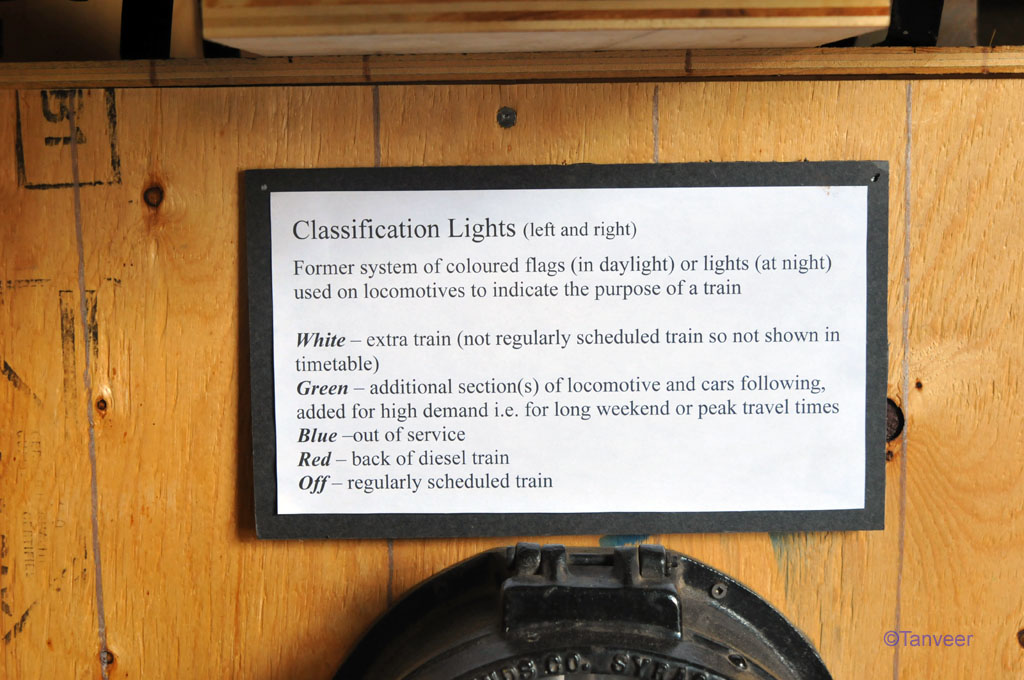 Classification Lights (left and right)
Former system of coloured flags (in daylight) or lights (at night)
used on locomotives to indicate the purpose of a train
White – extra train (not regularly scheduled train so not shown in
timetable)
Green – additional section(s) of locomotive and cars following,
added for high demand i.e. for long weekend or peak travel times
Blue –out of service
Red – back of diesel train
Off – regularly scheduled train
CO. SYRA
©Tanveer